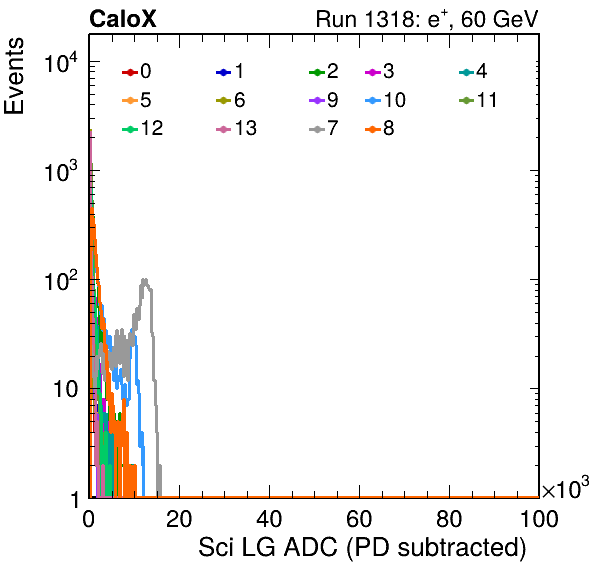 CaloX Run 1318: e⁺, 60 GeV
Events
10⁴
10³
10²
10
1
0 1 2 3 4
5 6 9 10 11
12 13 7 8
0 20 40 60 80 100
×10³
Sci LG ADC (PD subtracted)